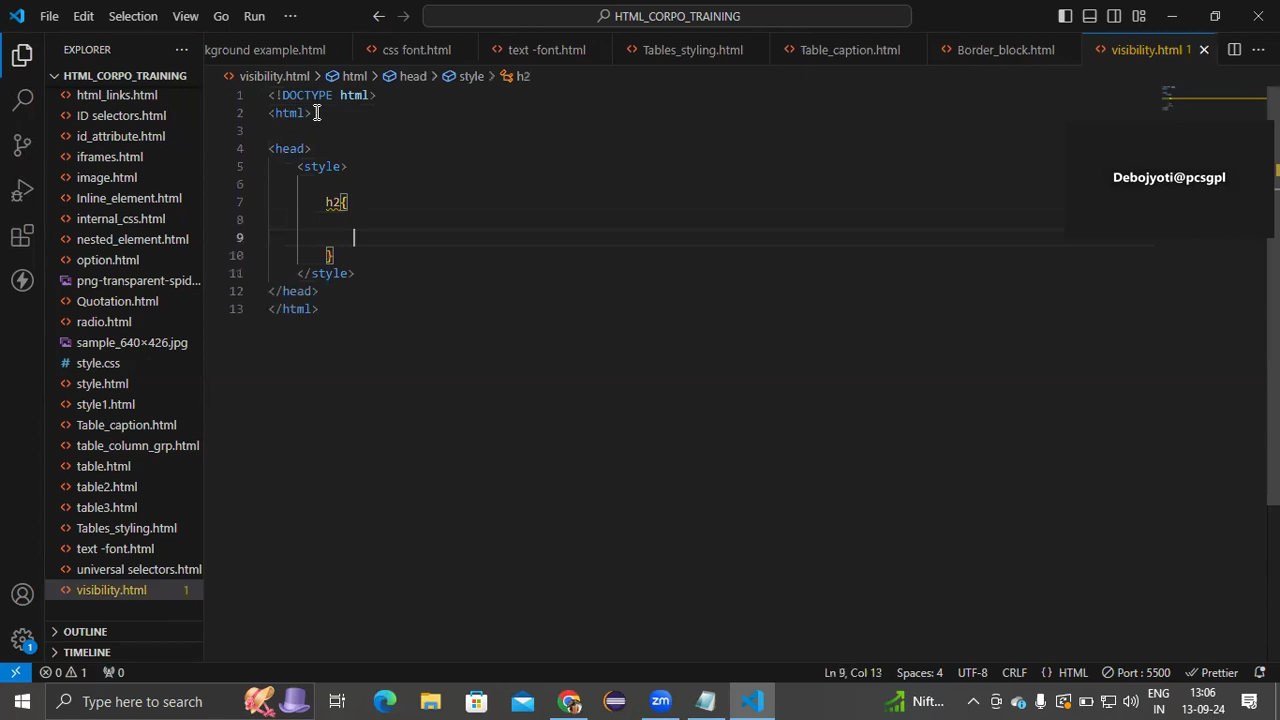 File Edit Selection View Go Run ··· HTML_CORPO_TRAINING
EXPLORER ···
kground example.html css font.html text -font.html Tables_styling.html Table_caption.html Border_block.html visibility.html 1
HTML_CORPO_TRAINING
html_links.html
ID selectors.html
id_attribute.html
iframes.html
image.html
Inline_element.html
internal_css.html
nested_element.html
option.html
png-transparent-spid...
Quotation.html
radio.html
sample_640×426.jpg
style.css
style.html
style1.html
Table_caption.html
table_column_grp.html
table.html
table2.html
table3.html
Tables_styling.html
text -font.html
universal selectors.html
visibility.html 1
OUTLINE
TIMELINE
visibility.html > html > head > style > h2
1 <!DOCTYPE html>
2 <html>
3
4 <head>
5 <style>
6
7 h2{
8
9
10 }
11 </style>
12 </head>
13 </html>
Debojyoti@pcsgpl
1
0 1 0 Ln 9, Col 13 Spaces: 4 UTF-8 CRLF {} HTML Port : 5500 Prettier
Type here to search
zm
Nift...
ENG
IN
13:06
13-09-24
1